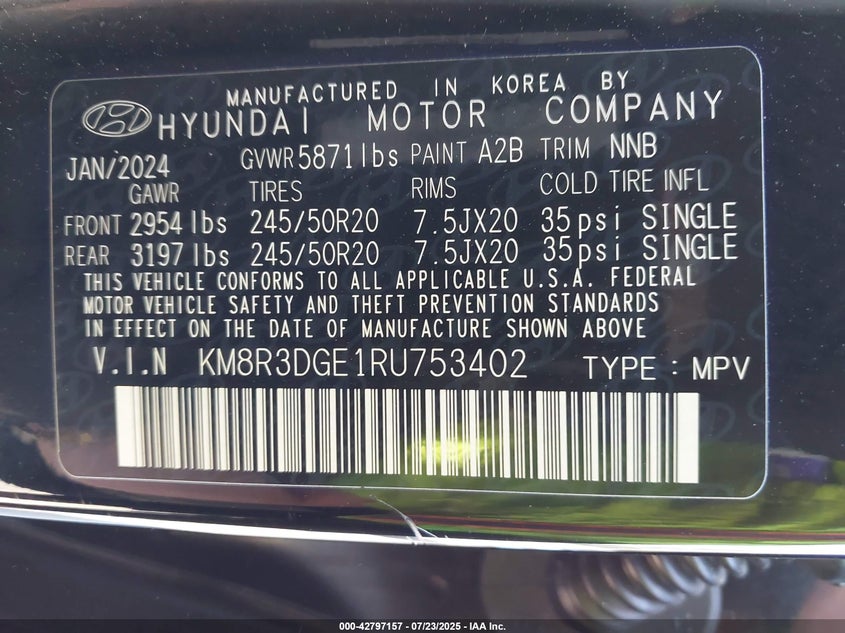 MANUFACTURED IN KOREA BY
HYUNDAI MOTOR COMPANY
JAN/2024 GVWR 5871lbs PAINT A2B TRIM NNB
GAWR TIRES RIMS COLD TIRE INFL
FRONT 2954 lbs 245/50R20 7.5JX20 35psi SINGLE
REAR 3197 lbs 245/50R20 7.5JX20 35psi SINGLE
THIS VEHICLE CONFORMS TO ALL APPLICABLE U.S.A. FEDERAL
MOTOR VEHICLE SAFETY AND THEFT PREVENTION STANDARDS
IN EFFECT ON THE DATE OF MANUFACTURE SHOWN ABOVE
V.I.N KM8R3DGE1RU753402 TYPE : MPV
000-42797157 - 07/23/2025 - IAA Inc.